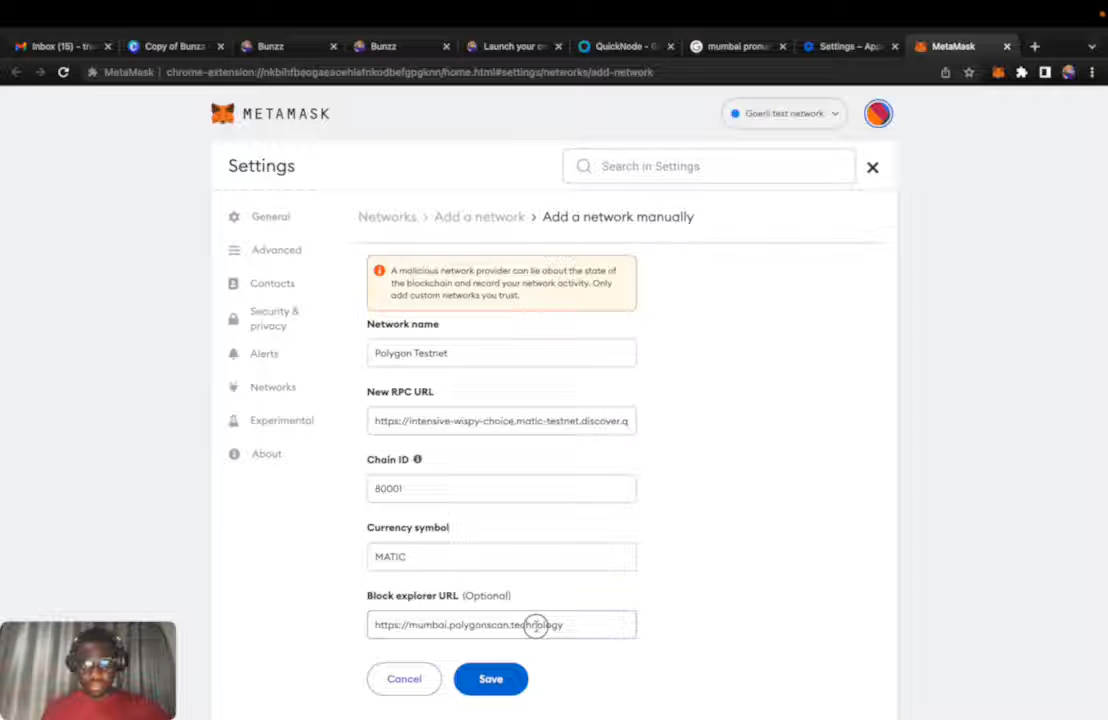 Inbox (15) - tr
Copy of Bunzz
Bunzz
Bunzz
Launch your
QuickNode - G
mumbai pronu
Settings – App
MetaMask
MetaMask
chrome-extension://nkbihfbeogaeaoehlefnkodbefgpgknn/home.html#settings/networks/add-network
METAMASK
Goerli test network
Settings
Search in Settings
General
Advanced
Contacts
Security &
privacy
Alerts
Networks
Experimental
About
Networks > Add a network > Add a network manually
A malicious network provider can lie about the state of
the blockchain and record your network activity. Only
add custom networks you trust.
Network name
Polygon Testnet
New RPC URL
https://intensive-wispy-choice.matic-testnet.discover.q
Chain ID
80001
Currency symbol
MATIC
Block explorer URL (Optional)
https://mumbai.polygonscan.technology
Cancel
Save